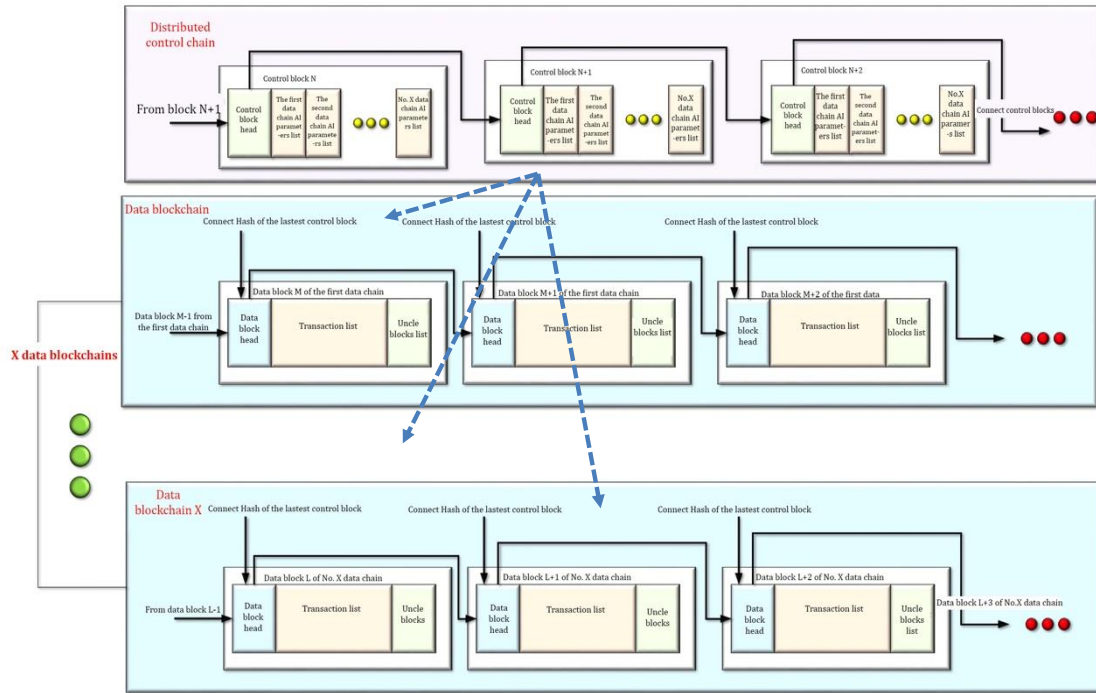 Distributed
control chain
Control block N
Control block N+1
Control block N+2
From block N+1
Control
block
head
The first
data
chain AI
paramet
-ers list
The
second
data
chain AI
paramete
-rs list
No. X data
chain AI
paramete
rs list
Control
block
head
The first
data
chain AI
paramet
-ers list
The
second
data
chain AI
paramet
-ers list
No.X
data
chain AI
paramet
-ers list
Control
block
head
The first
data
chain AI
paramet-
ers list
The
second
data
chain AI
paramet-
ers list
No.X
data
chain AI
paramer
-s list
Connect control blocks
Data blockchain
Connect Hash of the lastest control block
Connect Hash of the lastest control block
Connect Hash of the lastest control block
Data block M of the first data chain
Data block M+1 of the first data chain
Data block M+2 of the first data
Data block M-1 from
the first data chain
Data
block
head
Transaction list
Uncle
blocks list
Data
block
head
Transaction list
Uncle
blocks list
Data
block
head
Transaction list
Uncle
blocks list
X data blockchains
Data
blockchain X
Connect Hash of the lastest control block
Connect Hash of the lastest control block
Connect Hash of the lastest control block
Data block L of No. X data chain
Data block L+1 of No. X data chain
Data block L+2 of No. X data chain
From data block L-1
Data
block
head
Transaction list
Uncle
blocks
Data
block
head
Transaction list
Uncle
blocks
Data
block
head
Transaction list
Uncle
blocks
list
Data block L+3 of No.X data chain